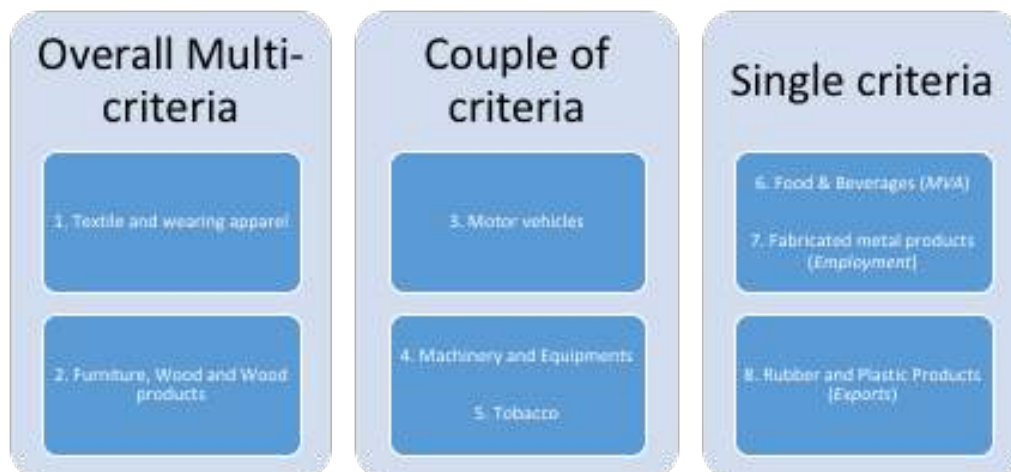 Overall Multi-
criteria
1. Textile and wearing apparel
2. Furniture, Wood and Wood
products
Couple of
criteria
3. Motor vehicles
4. Machinery and Equipments
5. Tobacco
Single criteria
6. Food & Beverages (MVA)
7. Fabricated metal products
(Employment)
8. Rubber and Plastic Products
(Exports)